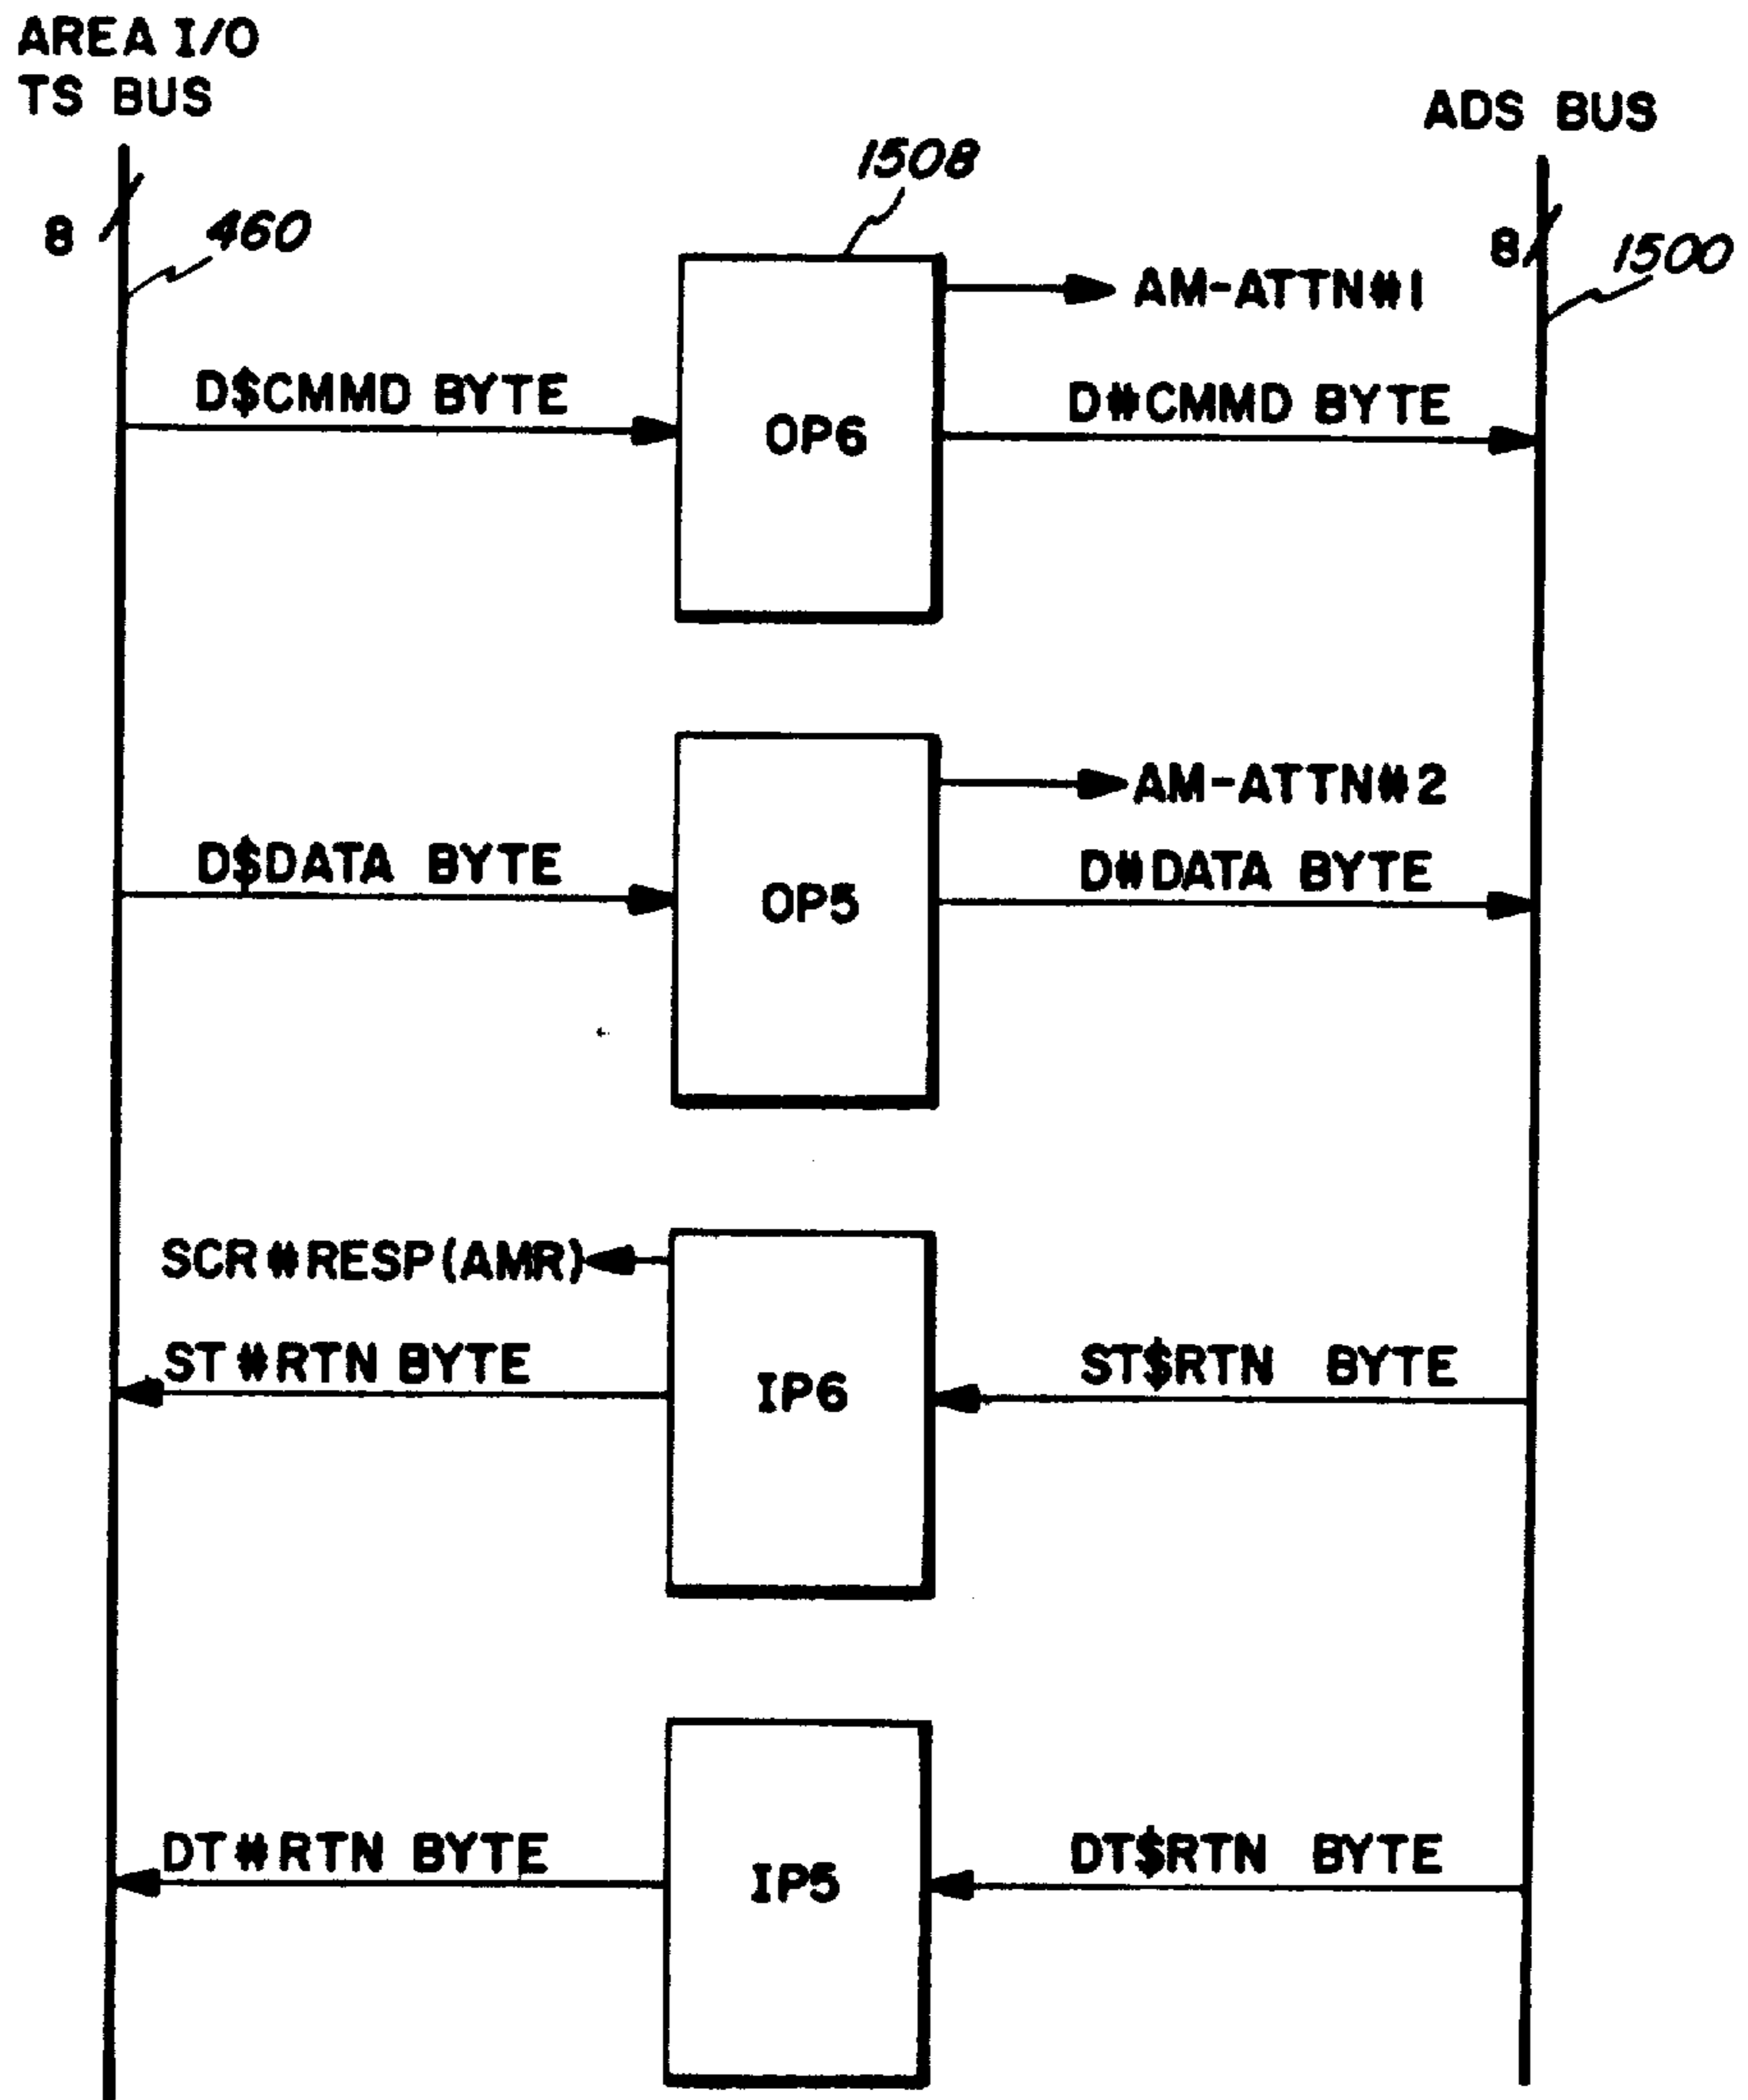 AREA I/O
TS BUS
ADS BUS
1508
8
460
8
1500
AM-ATTN#1
D$CMMD BYTE
D#CMMD BYTE
OP6
AM-ATTN#2
D$DATA BYTE
D#DATA BYTE
OP5
SCR#RESP(AMR)
ST#RTN BYTE
ST$RTN BYTE
IP6
DT#RTN BYTE
DT$RTN BYTE
IP5